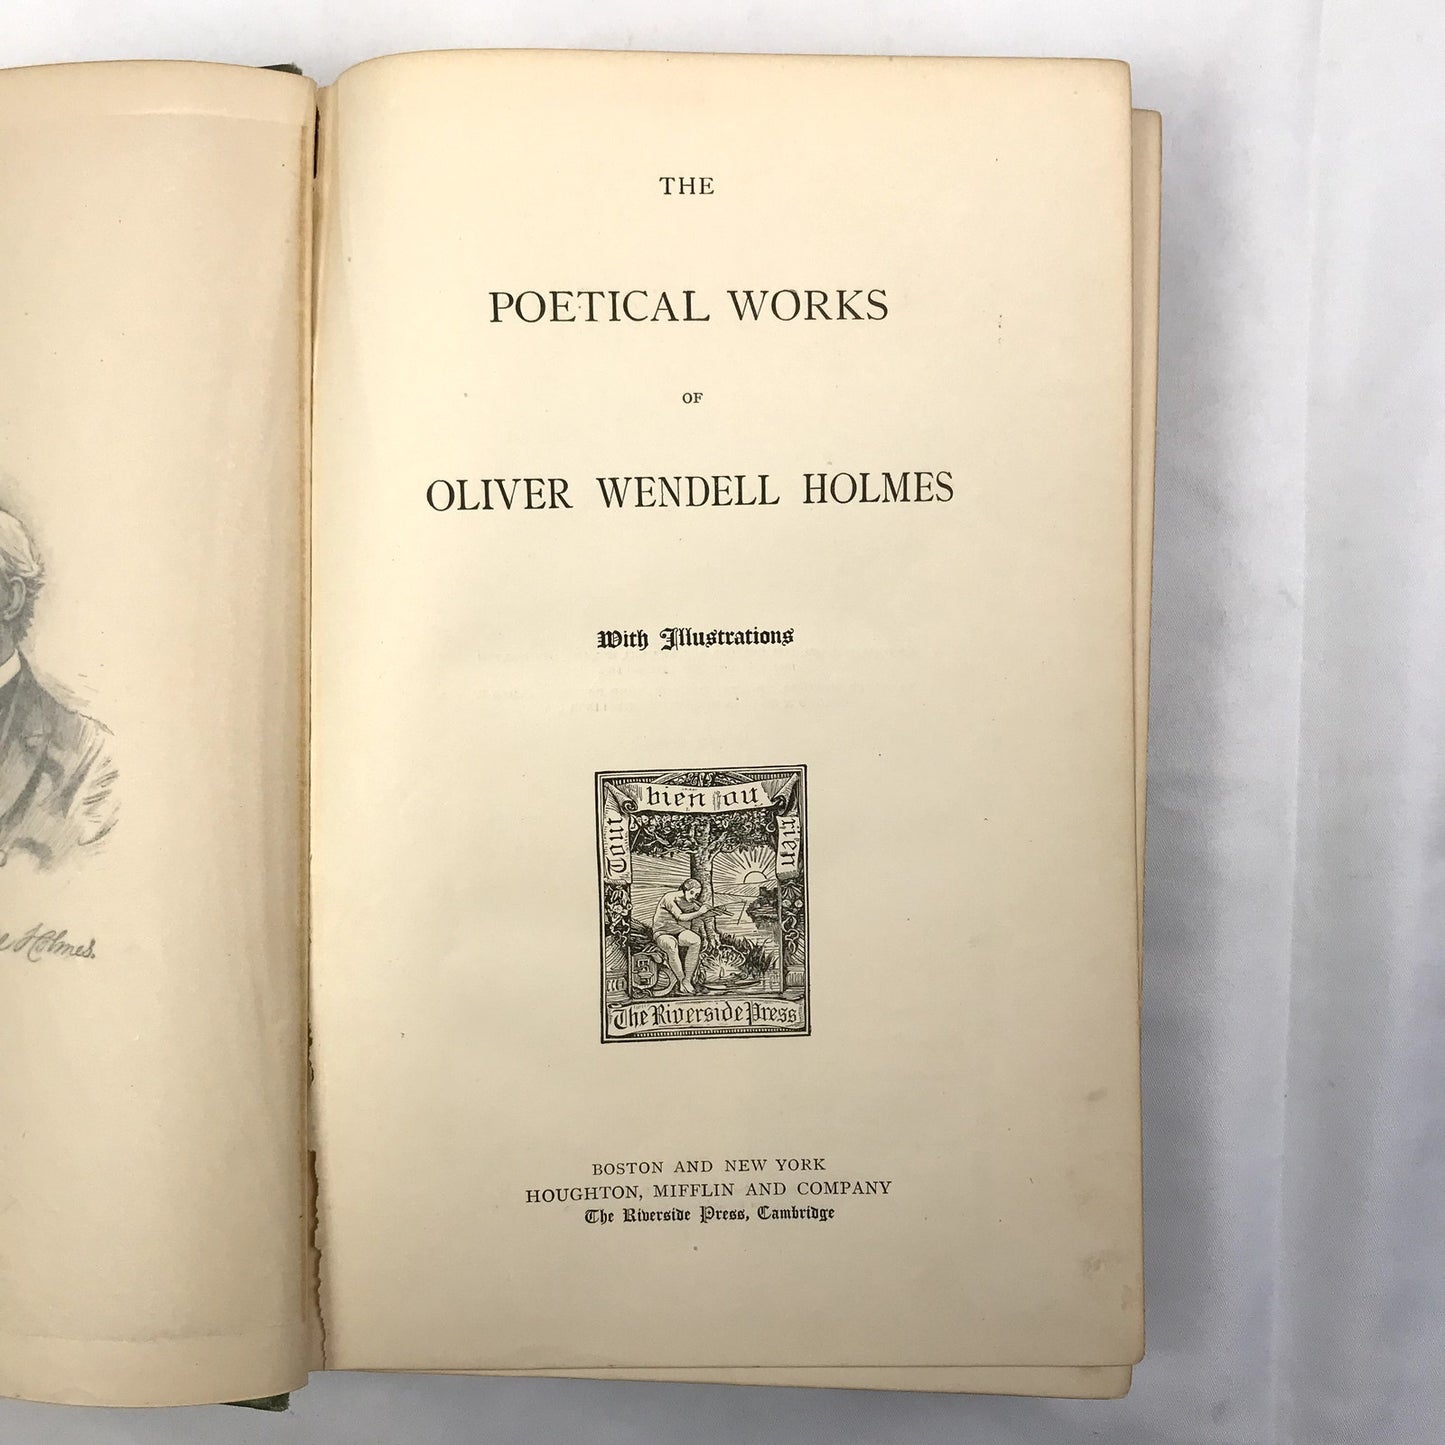 THE
POETICAL WORKS
OF
OLIVER WENDELL HOLMES
With Illustrations
Tout bien ou rien
The Riverside Press
BOSTON AND NEW YORK
HOUGHTON, MIFFLIN AND COMPANY
The Riverside Press, Cambridge
Holmes.